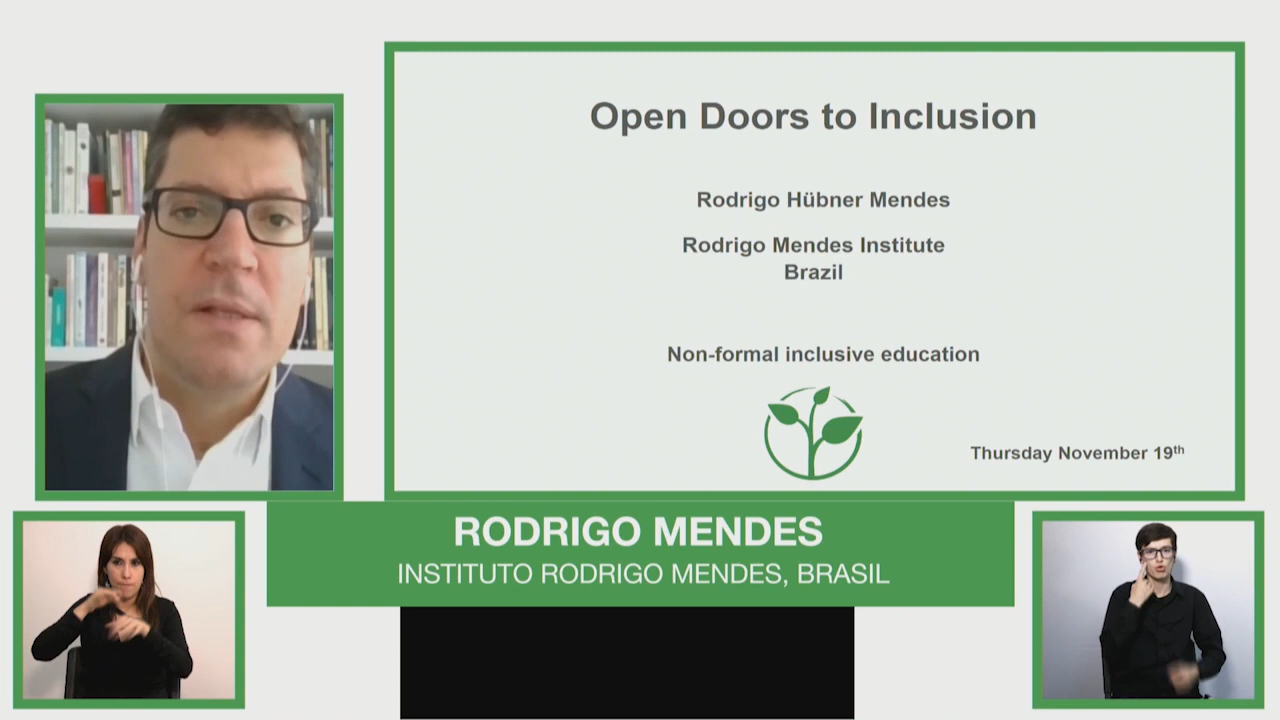 Open Doors to Inclusion
Rodrigo Hübner Mendes
Rodrigo Mendes Institute
Brazil
Non-formal inclusive education
Thursday November 19th
RODRIGO MENDES
INSTITUTO RODRIGO MENDES, BRASIL